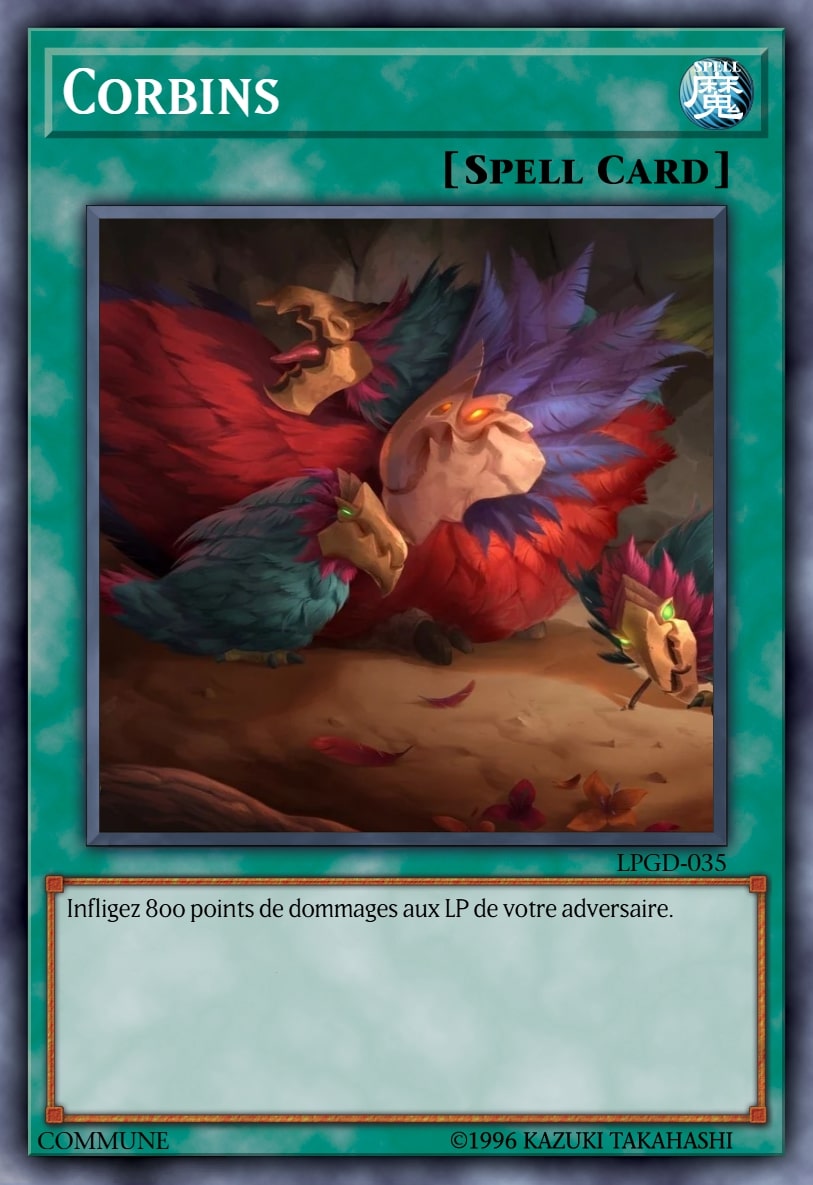 Corbins
SPELL
魔
[Spell Card]
LPGD-035
Infligez 800 points de dommages aux LP de votre adversaire.
COMMUNE
©1996 KAZUKI TAKAHASHI